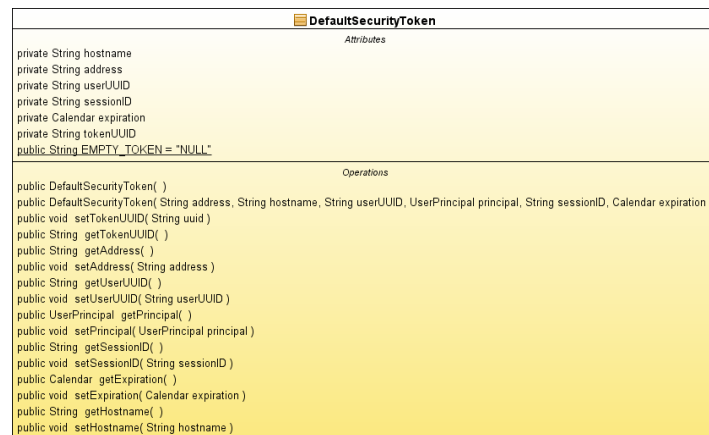 DefaultSecurityToken
Attributes
private String hostname
private String address
private String userUUID
private String sessionID
private Calendar expiration
private String tokenUUID
public String EMPTY_TOKEN = "NULL"
Operations
public DefaultSecurityToken( )
public DefaultSecurityToken( String address, String hostname, String userUUID, UserPrincipal principal, String sessionID, Calendar expiration
public void setTokenUUID( String uuid )
public String getTokenUUID( )
public String getAddress( )
public void setAddress( String address )
public String getUserUUID( )
public void setUserUUID( String userUUID )
public UserPrincipal getPrincipal( )
public void setPrincipal( UserPrincipal principal )
public String getSessionID( )
public void setSessionID( String sessionID )
public Calendar getExpiration( )
public void setExpiration( Calendar expiration )
public String getHostname( )
public void setHostname( String hostname )